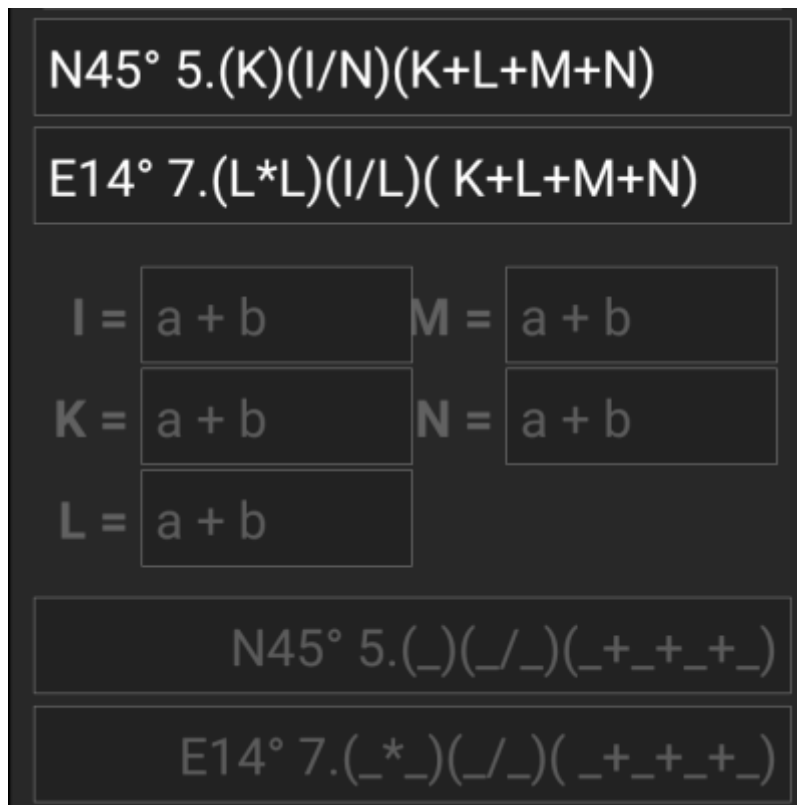 N45° 5.(K)(I/N)(K+L+M+N)
E14° 7.(L*L)(I/L)( K+L+M+N)
I = a + b M = a + b
K = a + b N = a + b
L = a + b
N45° 5.(_)(_/_)(_+_+_+_)
E14° 7.(_*_)(_/_)( _+_+_+_)